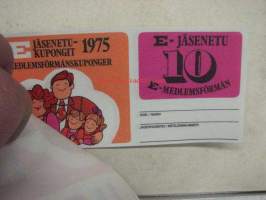 E JÄSENETU-
KUPONGIT 1975
MEDLEMSFÖRMÅNSKUPONGER
E- JÄSENETU
10
E-MEDLEMSFÖRMÅN